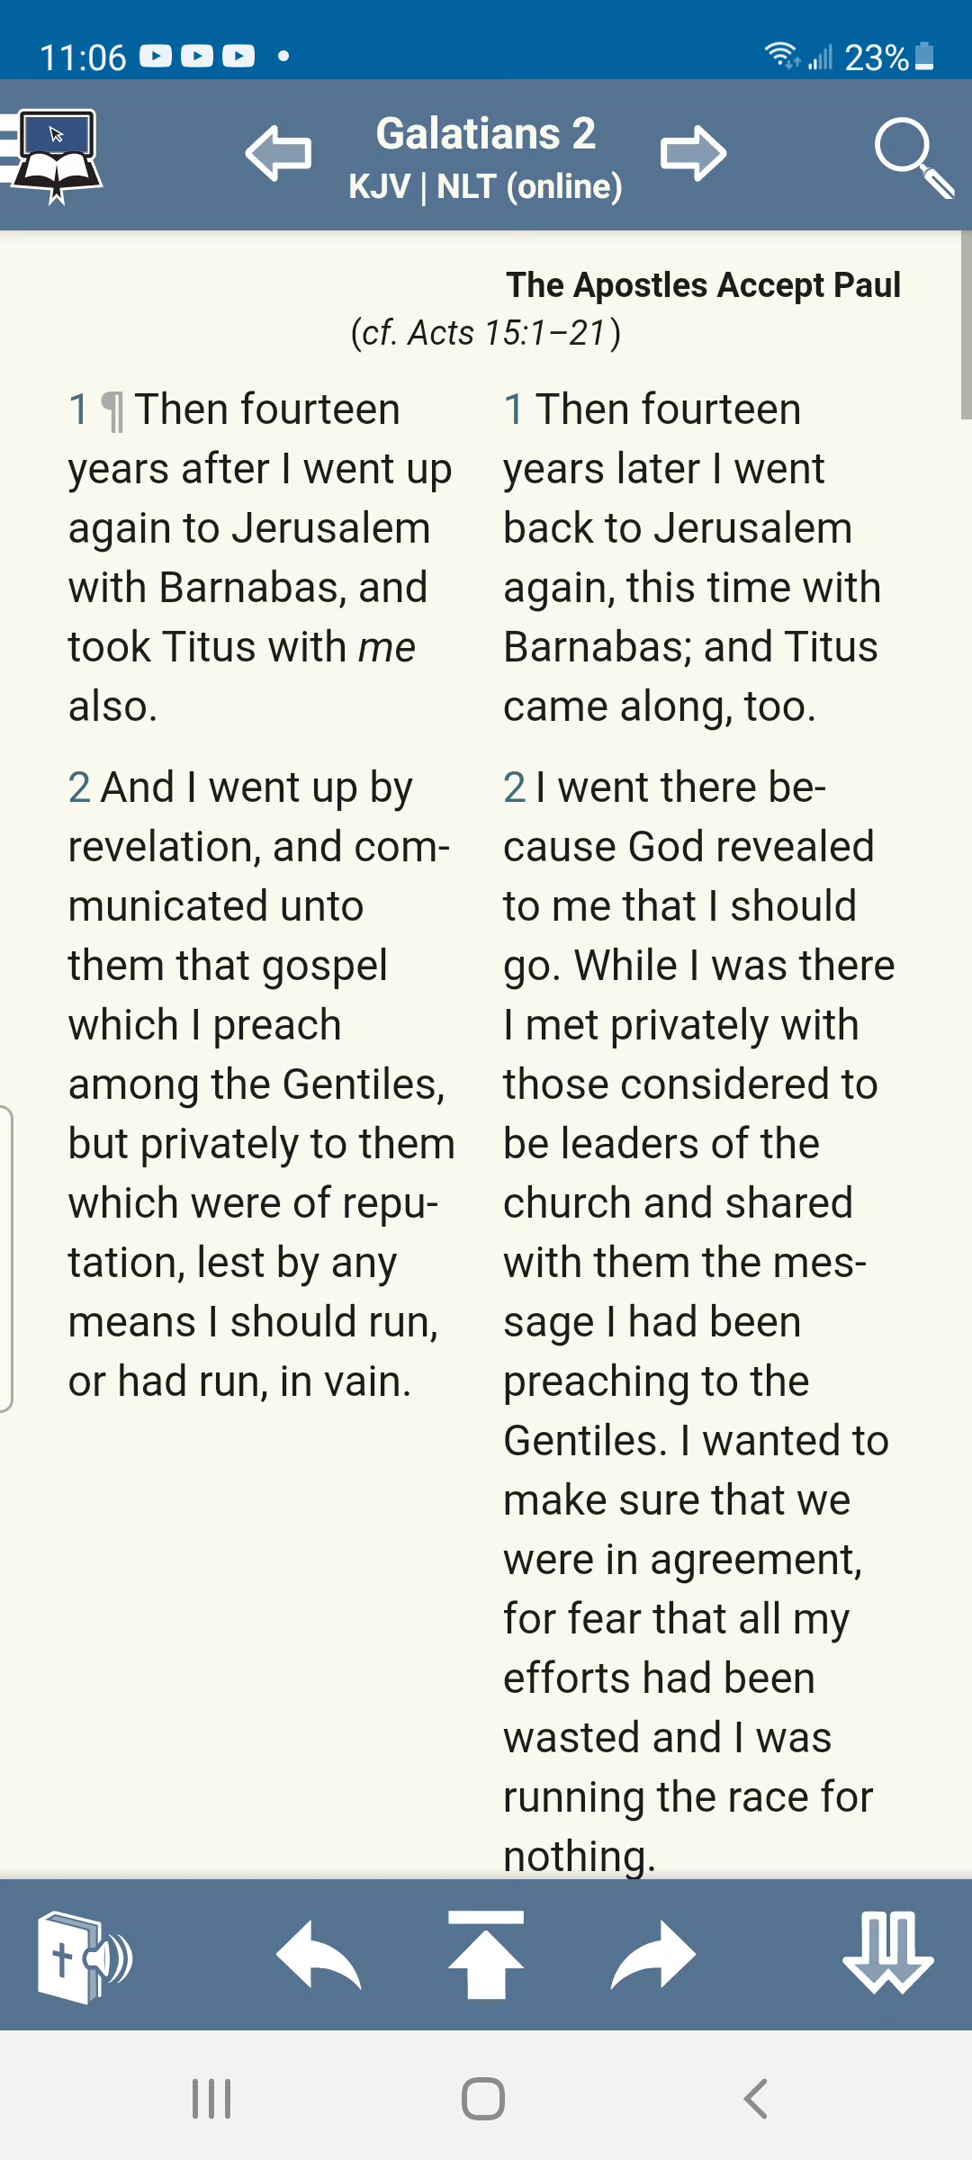 11:06
23%
Galatians 2
KJV | NLT (online)
The Apostles Accept Paul
(cf. Acts 15:1–21)
1 ¶ Then fourteen
years after I went up
again to Jerusalem
with Barnabas, and
took Titus with me
also.
2 And I went up by
revelation, and com-
municated unto
them that gospel
which I preach
among the Gentiles,
but privately to them
which were of repu-
tation, lest by any
means I should run,
or had run, in vain.
1 Then fourteen
years later I went
back to Jerusalem
again, this time with
Barnabas; and Titus
came along, too.
2 I went there be-
cause God revealed
to me that I should
go. While I was there
I met privately with
those considered to
be leaders of the
church and shared
with them the mes-
sage I had been
preaching to the
Gentiles. I wanted to
make sure that we
were in agreement,
for fear that all my
efforts had been
wasted and I was
running the race for
nothing.